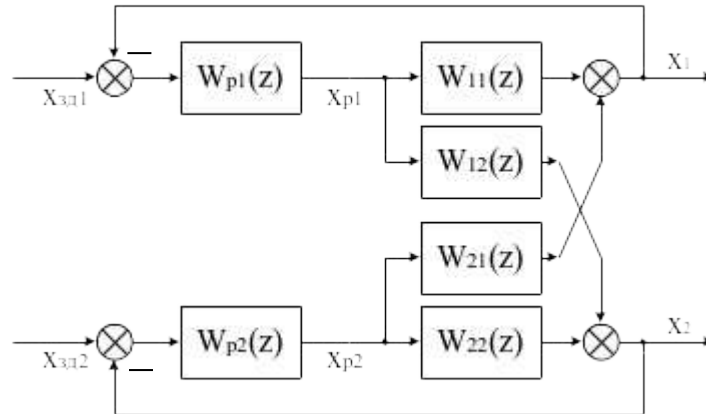 Wp1(z)
W11(z)
X1
Xзд1
Xp1
W12(z)
W21(z)
Wp2(z)
W22(z)
X2
Xзд2
Xp2